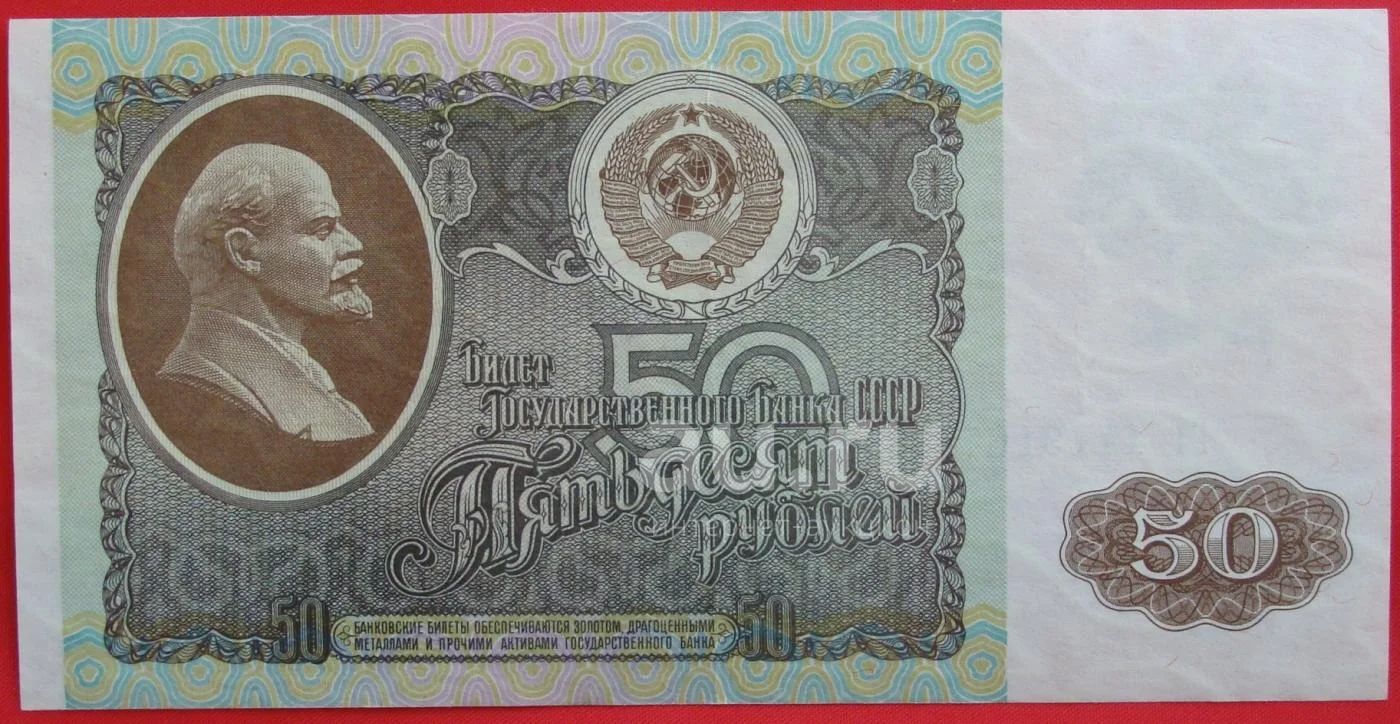 Билет
Государственного Банка СССР
50
Пятьдесят
рублей
50
50 БАНКОВСКИЕ БИЛЕТЫ ОБЕСПЕЧИВАЮТСЯ ЗОЛОТОМ, ДРАГОЦЕННЫМИ 50
МЕТАЛЛАМИ И ПРОЧИМИ АКТИВАМИ ГОСУДАРСТВЕННОГО БАНКА